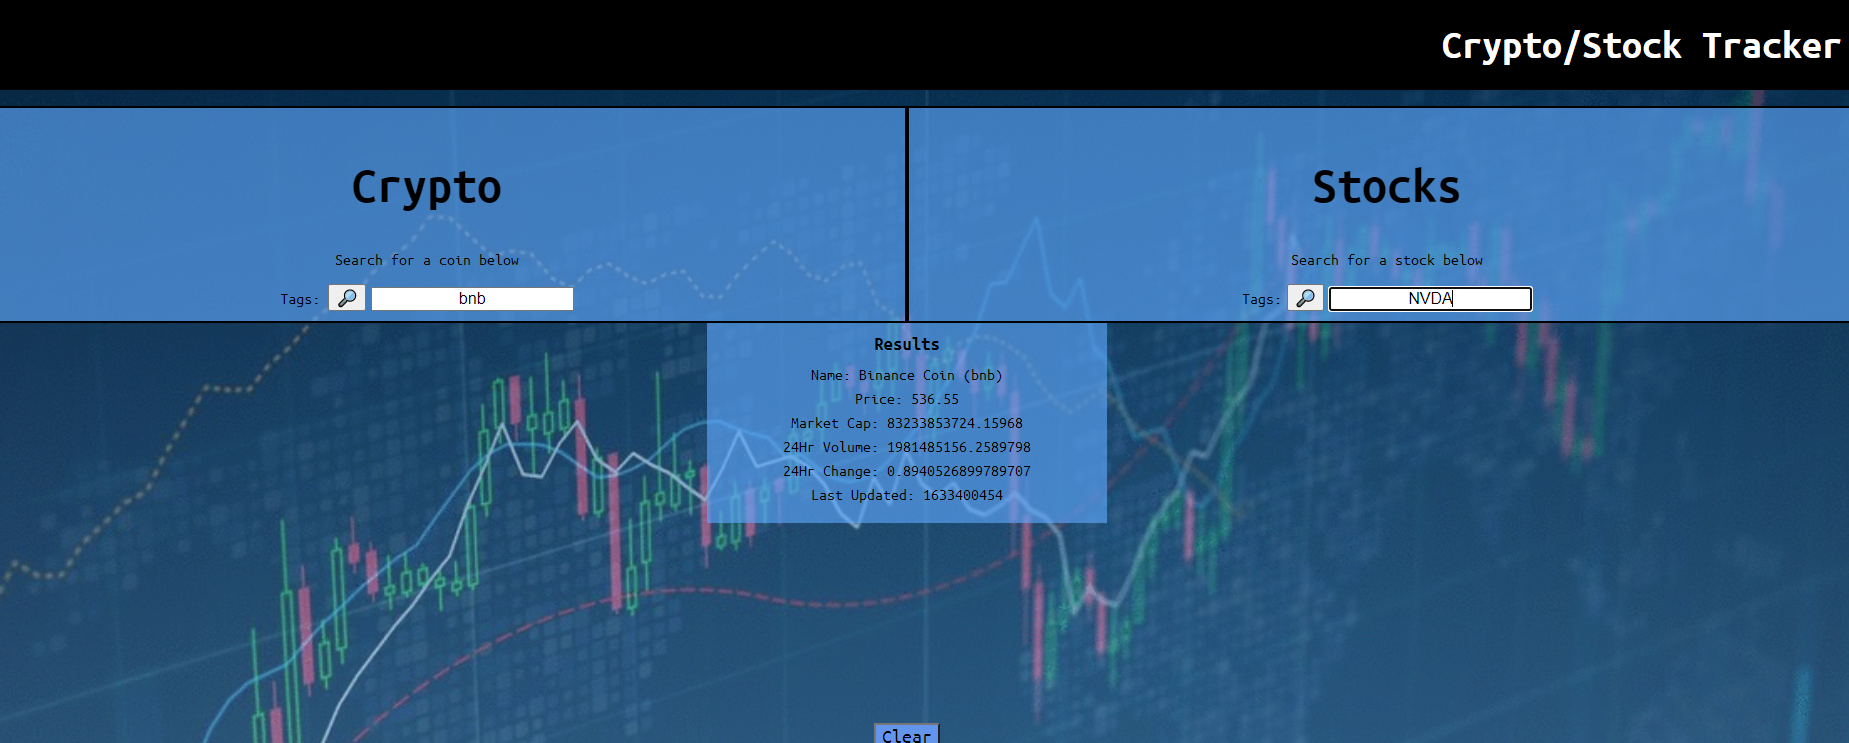 Crypto/Stock Tracker
Crypto
Search for a coin below
Tags: bnb
Stocks
Search for a stock below
Tags: NVDA
Results
Name: Binance Coin (bnb)
Price: 536.55
Market Cap: 83233853724.15968
24Hr Volume: 1981485156.2589798
24Hr Change: 0.8940526899789707
Last Updated: 1633400454
Clear